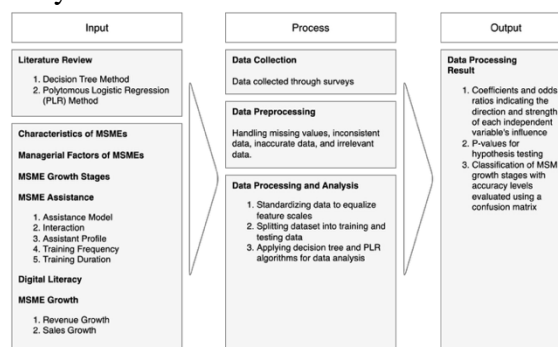 Input
Literature Review
1. Decision Tree Method
2. Polytomous Logistic Regression
(PLR) Method
Characteristics of MSMEs
Managerial Factors of MSMEs
MSME Growth Stages
MSME Assistance
1. Assistance Model
2. Interaction
3. Assistant Profile
4. Training Frequency
5. Training Duration
Digital Literacy
MSME Growth
1. Revenue Growth
2. Sales Growth
Process
Data Collection
Data collected through surveys
Data Preprocessing
Handling missing values, inconsistent
data, inaccurate data, and irrelevant
data.
Data Processing and Analysis
1. Standardizing data to equalize
feature scales
2. Splitting dataset into training and
testing data
3. Applying decision tree and PLR
algorithms for data analysis
Output
Data Processing
Result
1. Coefficients and odds
ratios indicating the
direction and strength
of each independent
variable's influence
2. P-values for
hypothesis testing
3. Classification of MSM
growth stages with
accuracy levels
evaluated using a
confusion matrix